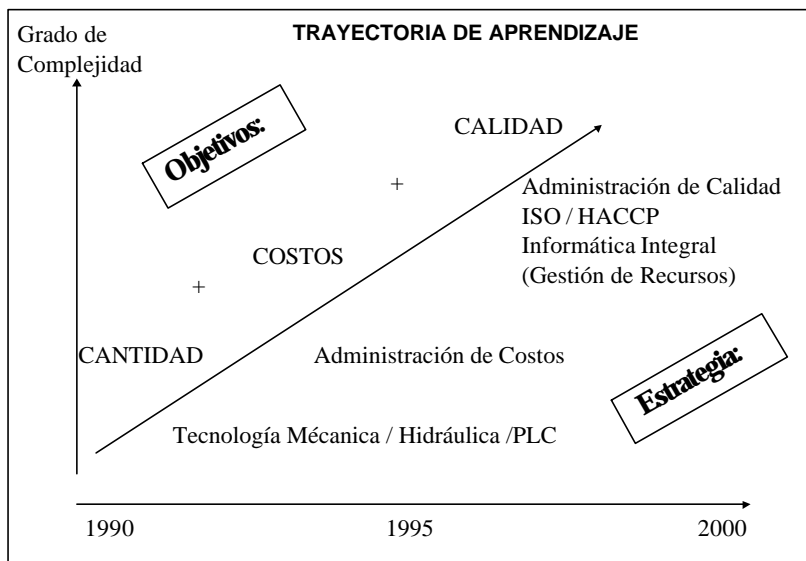 TRAYECTORIA DE APRENDIZAJE
Grado de
Complejidad
Objetivos:
CALIDAD
+
Administración de Calidad
ISO / HACCP
Informática Integral
(Gestión de Recursos)
COSTOS
+
CANTIDAD
Administración de Costos
Estrategia:
Tecnología Mécanica / Hidráulica /PLC
1990
1995
2000